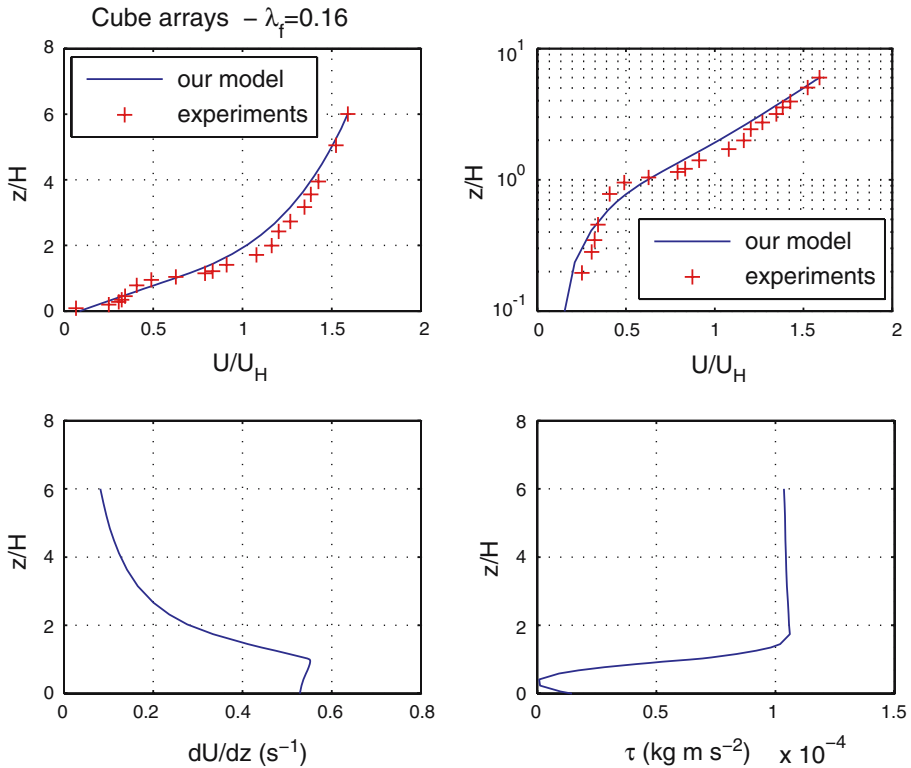 Cube arrays – λ_f=0.16
8
6
4
2
0
z/H
our model
experiments
0 0.5 1 1.5 2
U/U_H
10^1
10^0
10^-1
z/H
our model
experiments
0 0.5 1 1.5 2
U/U_H
8
6
4
2
0
z/H
0 0.2 0.4 0.6 0.8
dU/dz (s^-1)
8
6
4
2
0
z/H
0 0.5 1 1.5
τ (kg m s^-2) x 10^-4